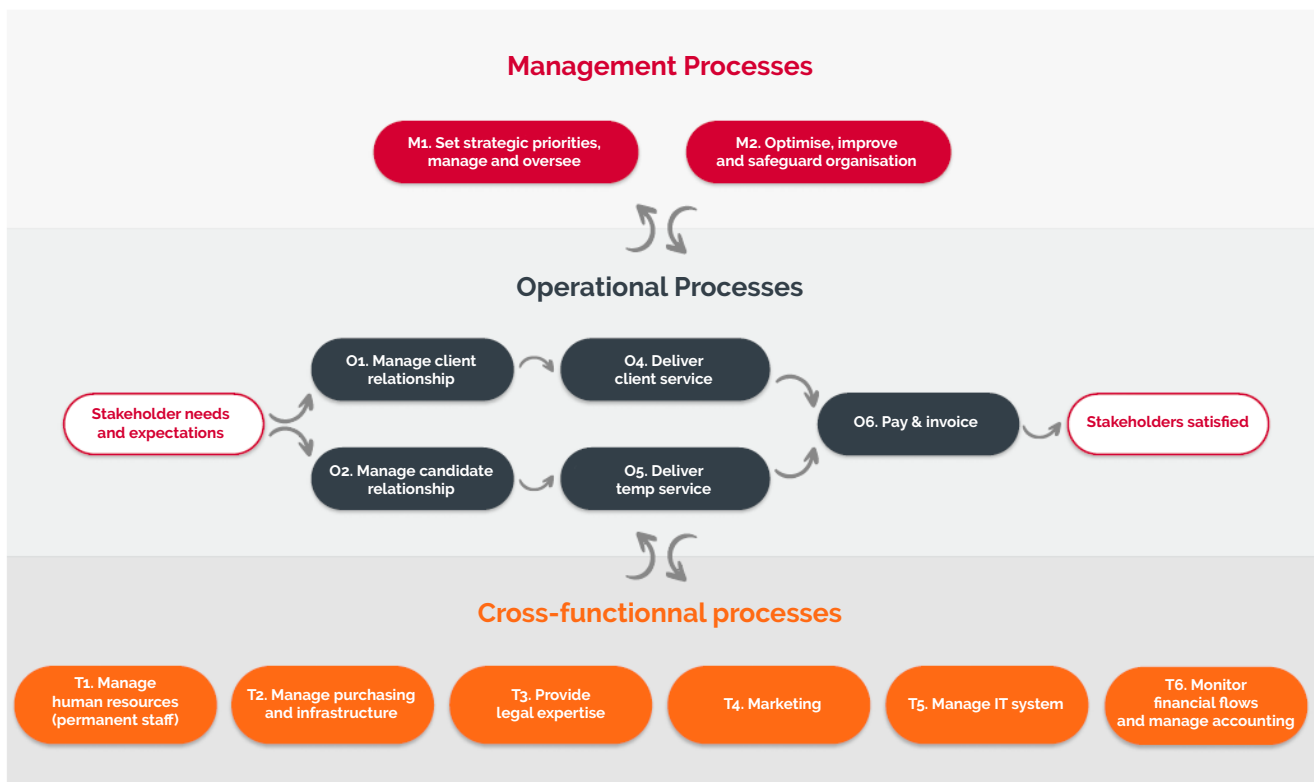 Management Processes
M1. Set strategic priorities,
manage and oversee
M2. Optimise, improve
and safeguard organisation
Operational Processes
Stakeholder needs
and expectations
O1. Manage client
relationship
O2. Manage candidate
relationship
O4. Deliver
client service
O5. Deliver
temp service
O6. Pay & invoice
Stakeholders satisfied
Cross-functionnal processes
T1. Manage
human resources
(permanent staff)
T2. Manage purchasing
and infrastructure
T3. Provide
legal expertise
T4. Marketing
T5. Manage IT system
T6. Monitor
financial flows
and manage accounting